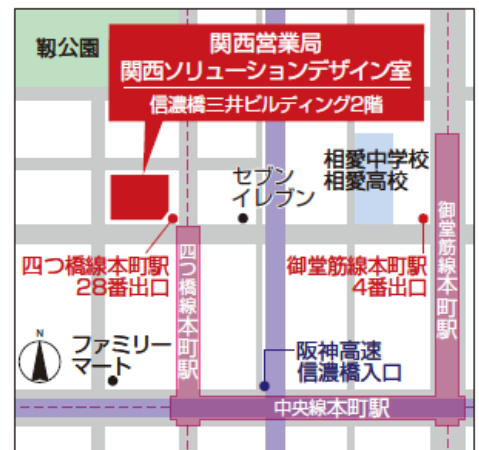 靱公園
関西営業局
関西ソリューションデザイン室
信濃橋三井ビルディング2階
セブン
イレブン
相愛中学校
相愛高校
四つ橋線本町駅
28番出口
四つ橋線本町駅
御堂筋線本町駅
4番出口
御堂筋線本町駅
N
ファミリー
マート
阪神高速
信濃橋入口
中央線本町駅